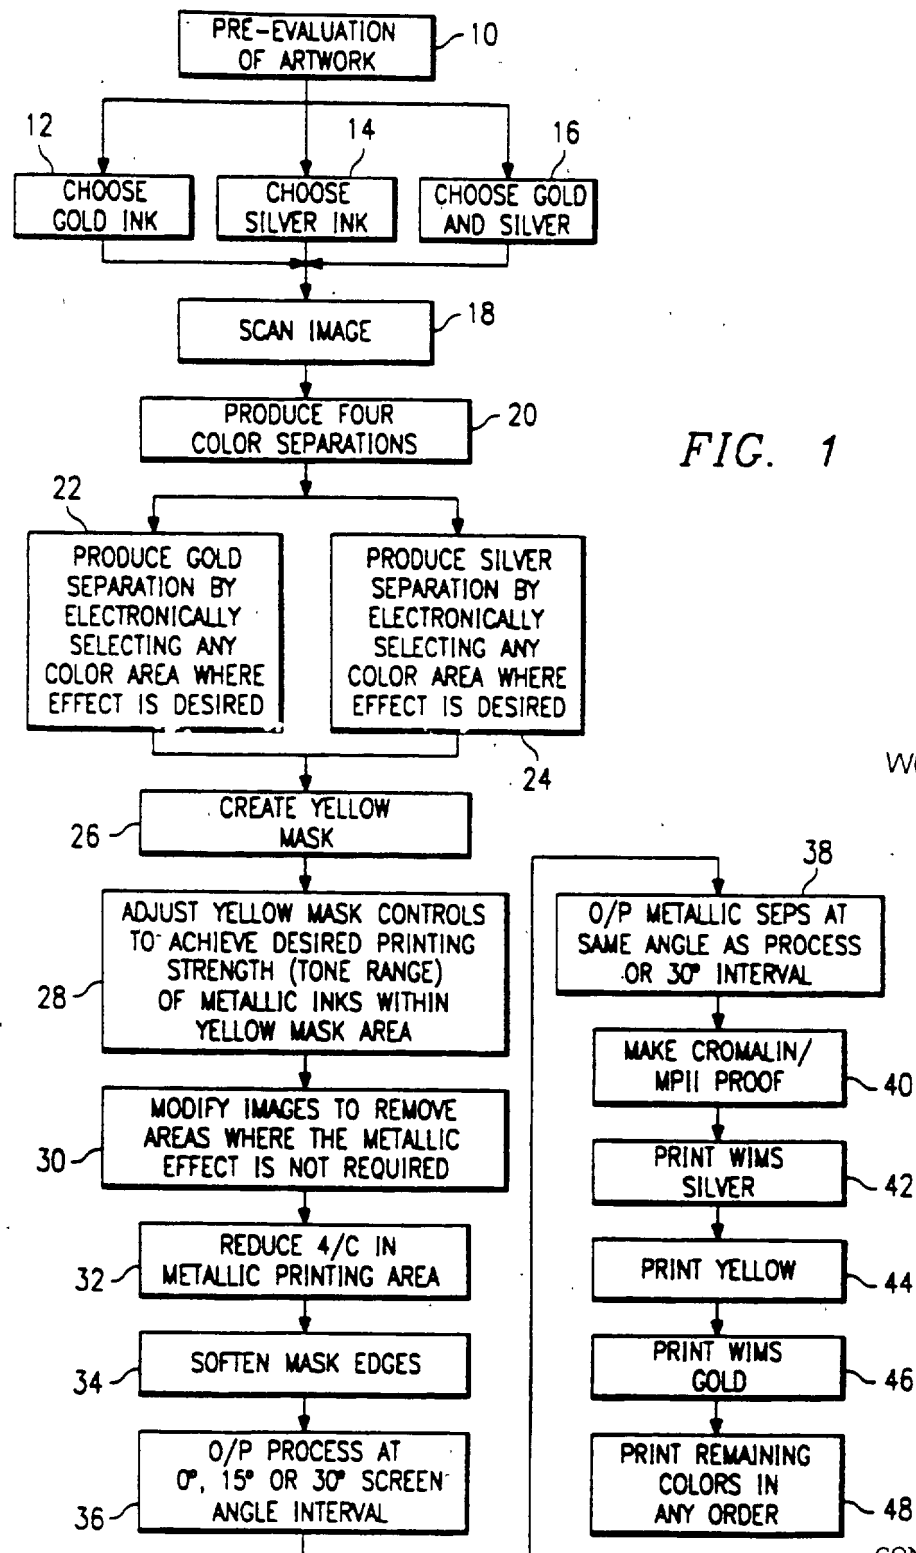 PRE-EVALUATION
OF ARTWORK
10
12
14
16
CHOOSE
GOLD INK
CHOOSE
SILVER INK
CHOOSE GOLD
AND SILVER
SCAN IMAGE
18
PRODUCE FOUR
COLOR SEPARATIONS
20
FIG. 1
22
PRODUCE GOLD
SEPARATION BY
ELECTRONICALLY
SELECTING ANY
COLOR AREA WHERE
EFFECT IS DESIRED
PRODUCE SILVER
SEPARATION BY
ELECTRONICALLY
SELECTING ANY
COLOR AREA WHERE
EFFECT IS DESIRED
24
CREATE YELLOW
MASK
26
ADJUST YELLOW MASK CONTROLS
TO ACHIEVE DESIRED PRINTING
STRENGTH (TONE RANGE)
OF METALLIC INKS WITHIN
YELLOW MASK AREA
28
MODIFY IMAGES TO REMOVE
AREAS WHERE THE METALLIC
EFFECT IS NOT REQUIRED
30
REDUCE 4/C IN
METALLIC PRINTING AREA
32
SOFTEN MASK EDGES
34
O/P PROCESS AT
0°, 15° OR 30° SCREEN
ANGLE INTERVAL
36
38
O/P METALLIC SEPS AT
SAME ANGLE AS PROCESS
OR 30° INTERVAL
MAKE CROMALIN/
MPII PROOF
40
PRINT WIMS
SILVER
42
PRINT YELLOW
44
PRINT WIMS
GOLD
46
PRINT REMAINING
COLORS IN
ANY ORDER
48